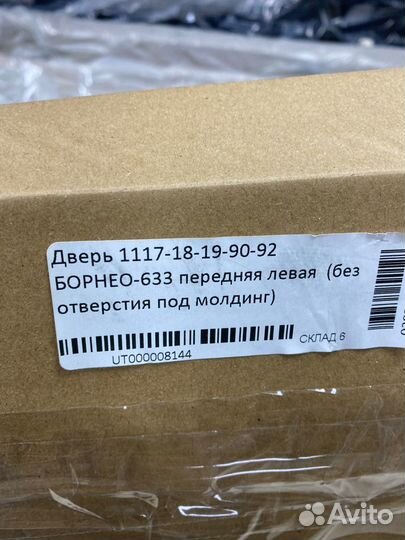 Дверь 1117-18-19-90-92
БОРНЕО-633 передняя левая (без
отверстия под молдинг)
СКЛАД 6
UT000008144
Avito